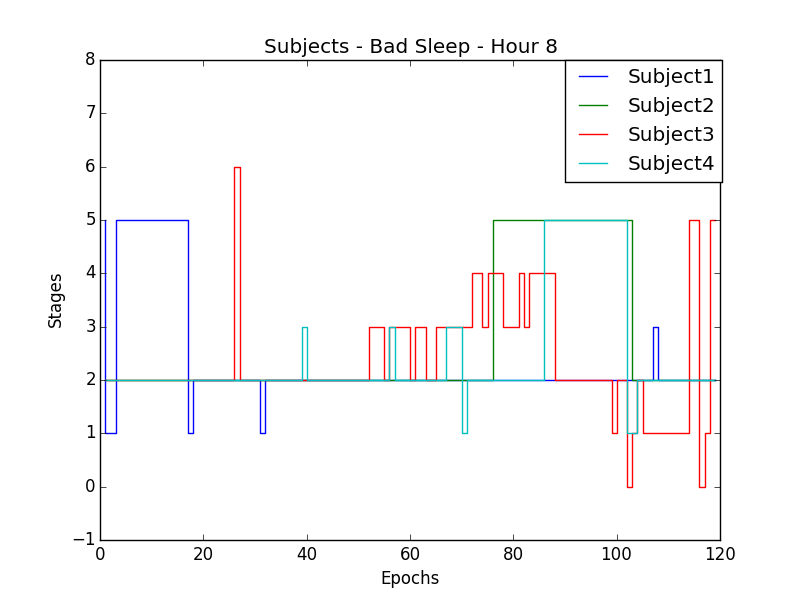 Subjects - Bad Sleep - Hour 8
8
7
6
5
4
3
2
1
0
−1
Stages
Subject1
Subject2
Subject3
Subject4
0 20 40 60 80 100 120
Epochs